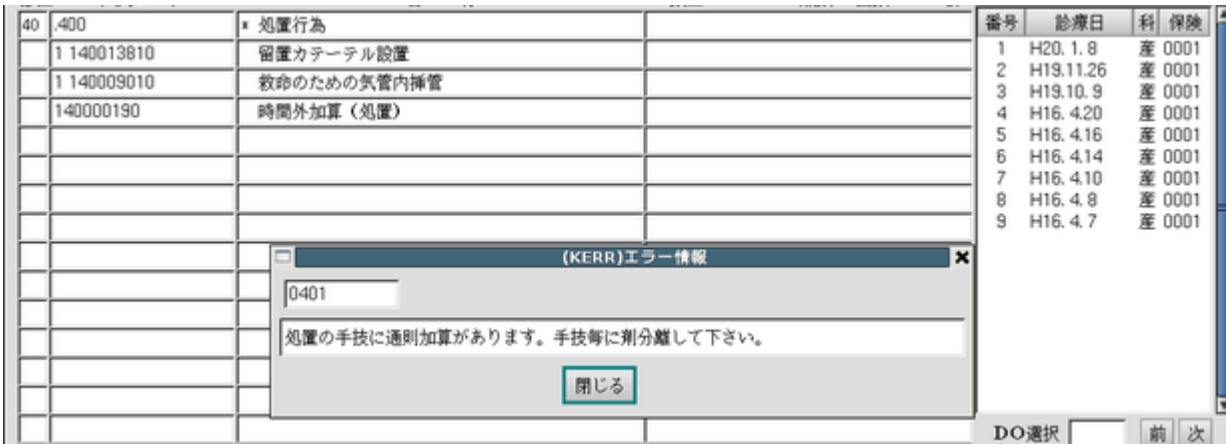 40 .400 * 処置行為
1 140013810 留置カテーテル設置
1 140009010 救命のための気管内挿管
140000190 時間外加算(処置)
番号 診療日 科 保険
1 H20. 1. 8 産 0001
2 H19.11.26 産 0001
3 H19.10. 9 産 0001
4 H16. 4.20 産 0001
5 H16. 4.16 産 0001
6 H16. 4.14 産 0001
7 H16. 4.10 産 0001
8 H16. 4. 8 産 0001
9 H16. 4. 7 産 0001
(KERR)エラー情報
0401
処置の手技に通則加算があります。手技毎に剤分離して下さい。
閉じる
DO選択 前 次